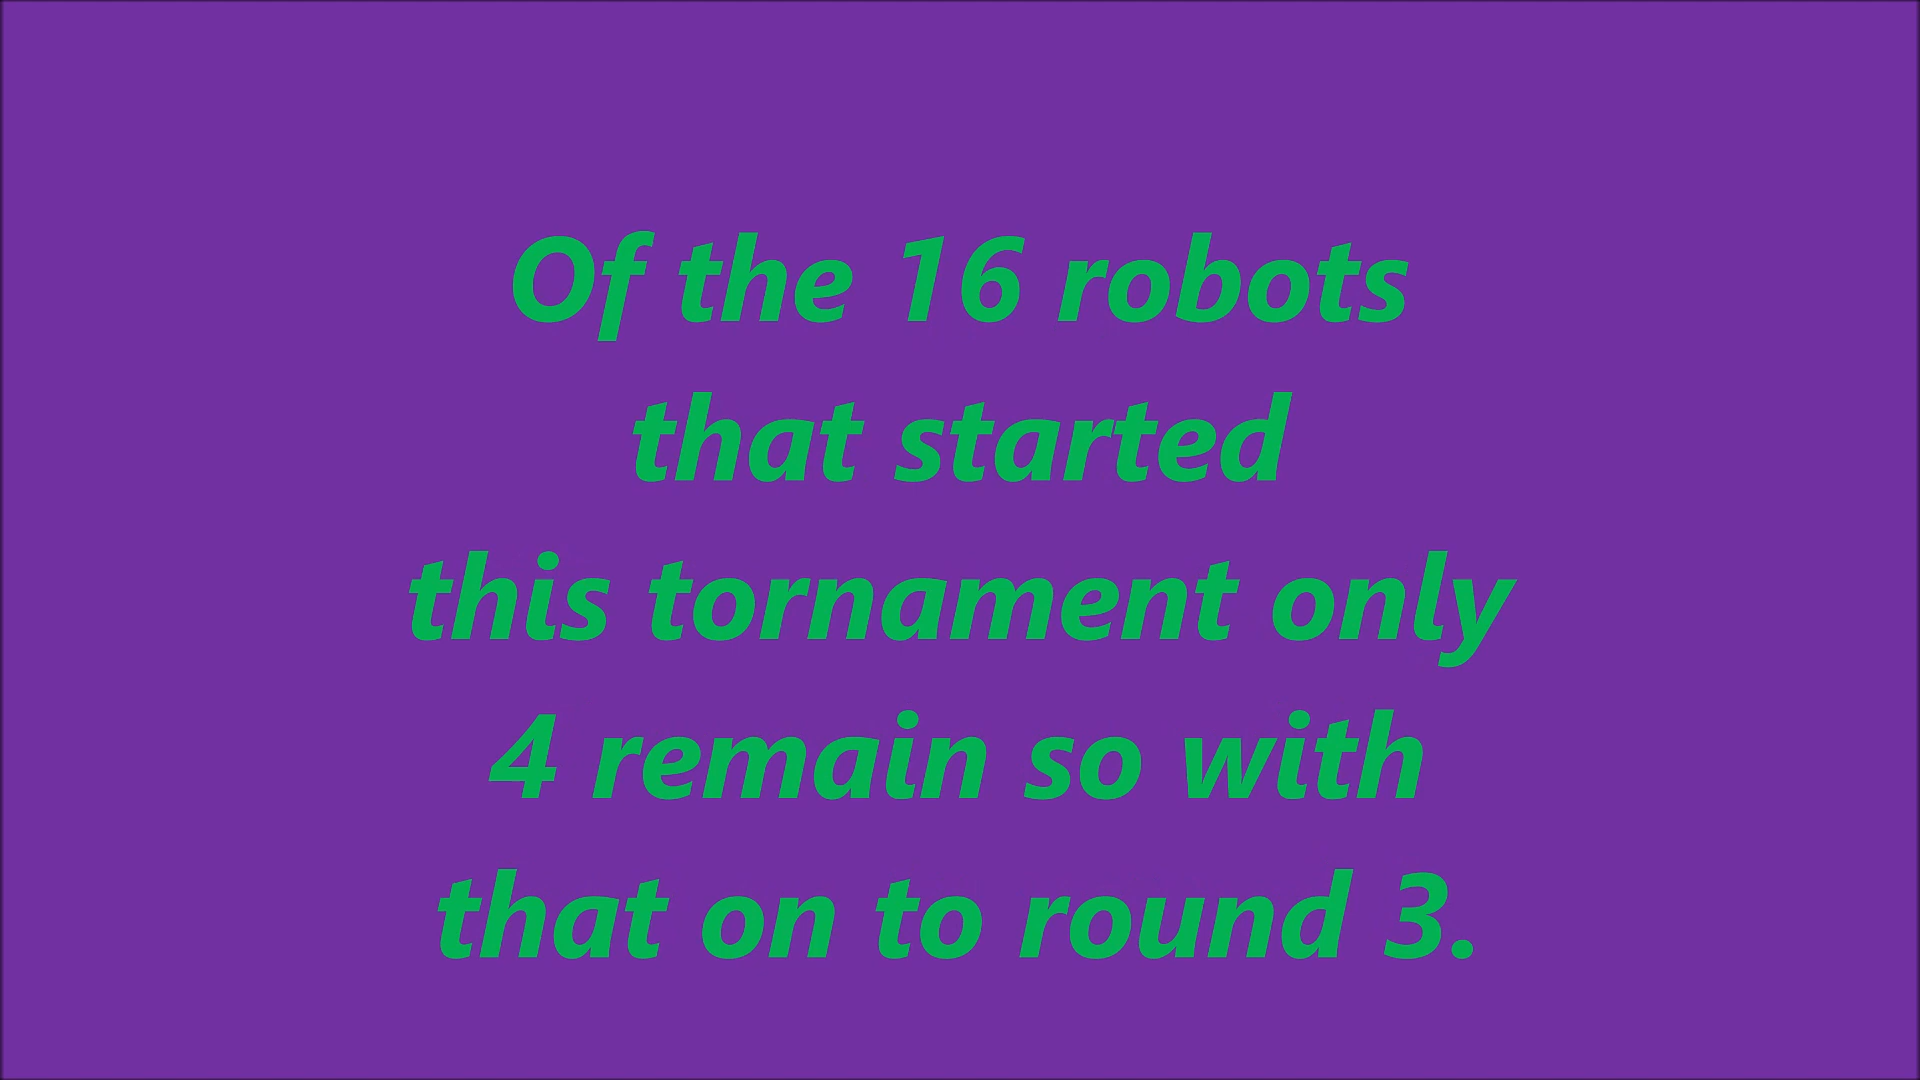 Of the 16 robots
that started
this tornament only
4 remain so with
that on to round 3.